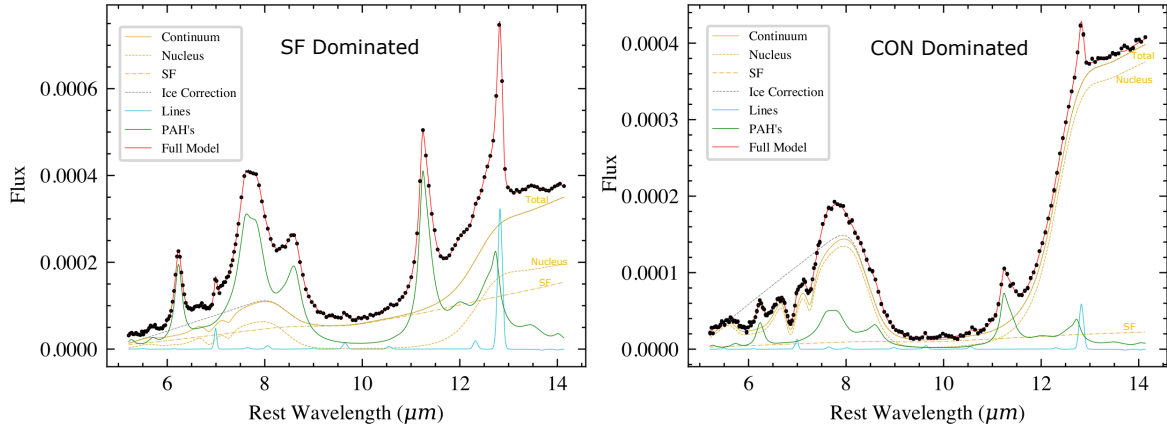 SF Dominated
Continuum
Nucleus
SF
Ice Correction
Lines
PAH's
Full Model
Total
Nucleus
SF
Flux
0.0006
0.0004
0.0002
0.0000
6
8
10
12
14
Rest Wavelength (μm)
CON Dominated
Continuum
Nucleus
SF
Ice Correction
Lines
PAH's
Full Model
Total
Nucleus
SF
Flux
0.0004
0.0003
0.0002
0.0001
0.0000
6
8
10
12
14
Rest Wavelength (μm)